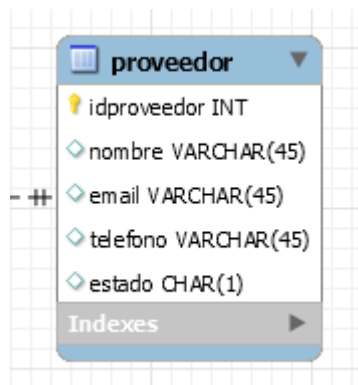 proveedor
idproveedor INT
nombre VARCHAR(45)
email VARCHAR(45)
telefono VARCHAR(45)
estado CHAR(1)
Indexes